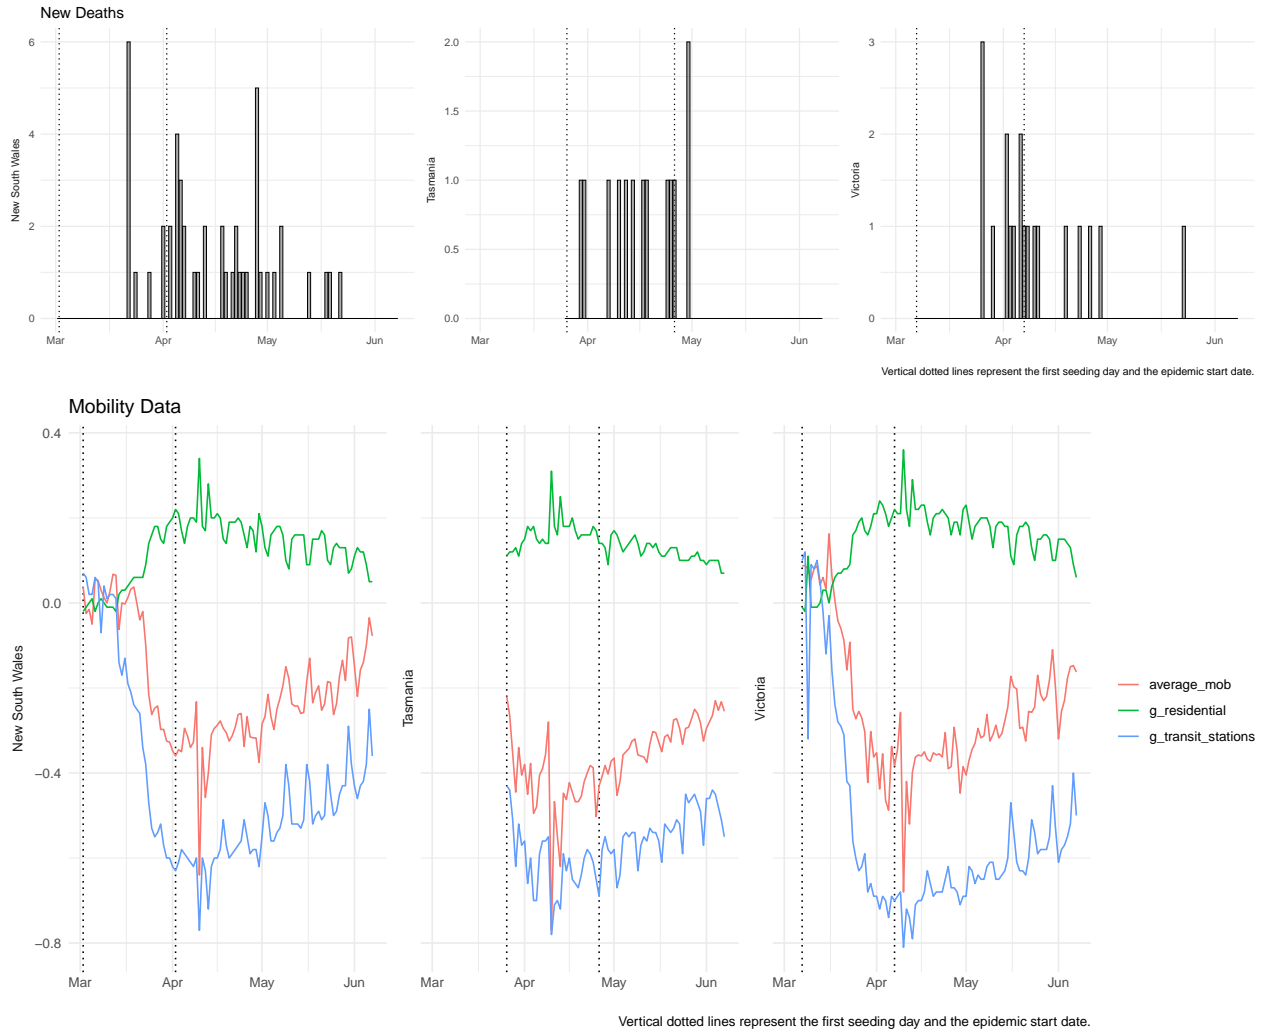 New Deaths
New South Wales
6
4
2
0
Mar
Apr
May
Jun
Tasmania
2.0
1.5
1.0
0.5
0.0
Mar
Apr
May
Jun
Victoria
3
2
1
0
Mar
Apr
May
Jun
Vertical dotted lines represent the first seeding day and the epidemic start date.
Mobility Data
0.4
0.0
−0.4
−0.8
New South Wales
Mar
Apr
May
Jun
Tasmania
Mar
Apr
May
Jun
Victoria
Mar
Apr
May
Jun
average_mob
g_residential
g_transit_stations
Vertical dotted lines represent the first seeding day and the epidemic start date.